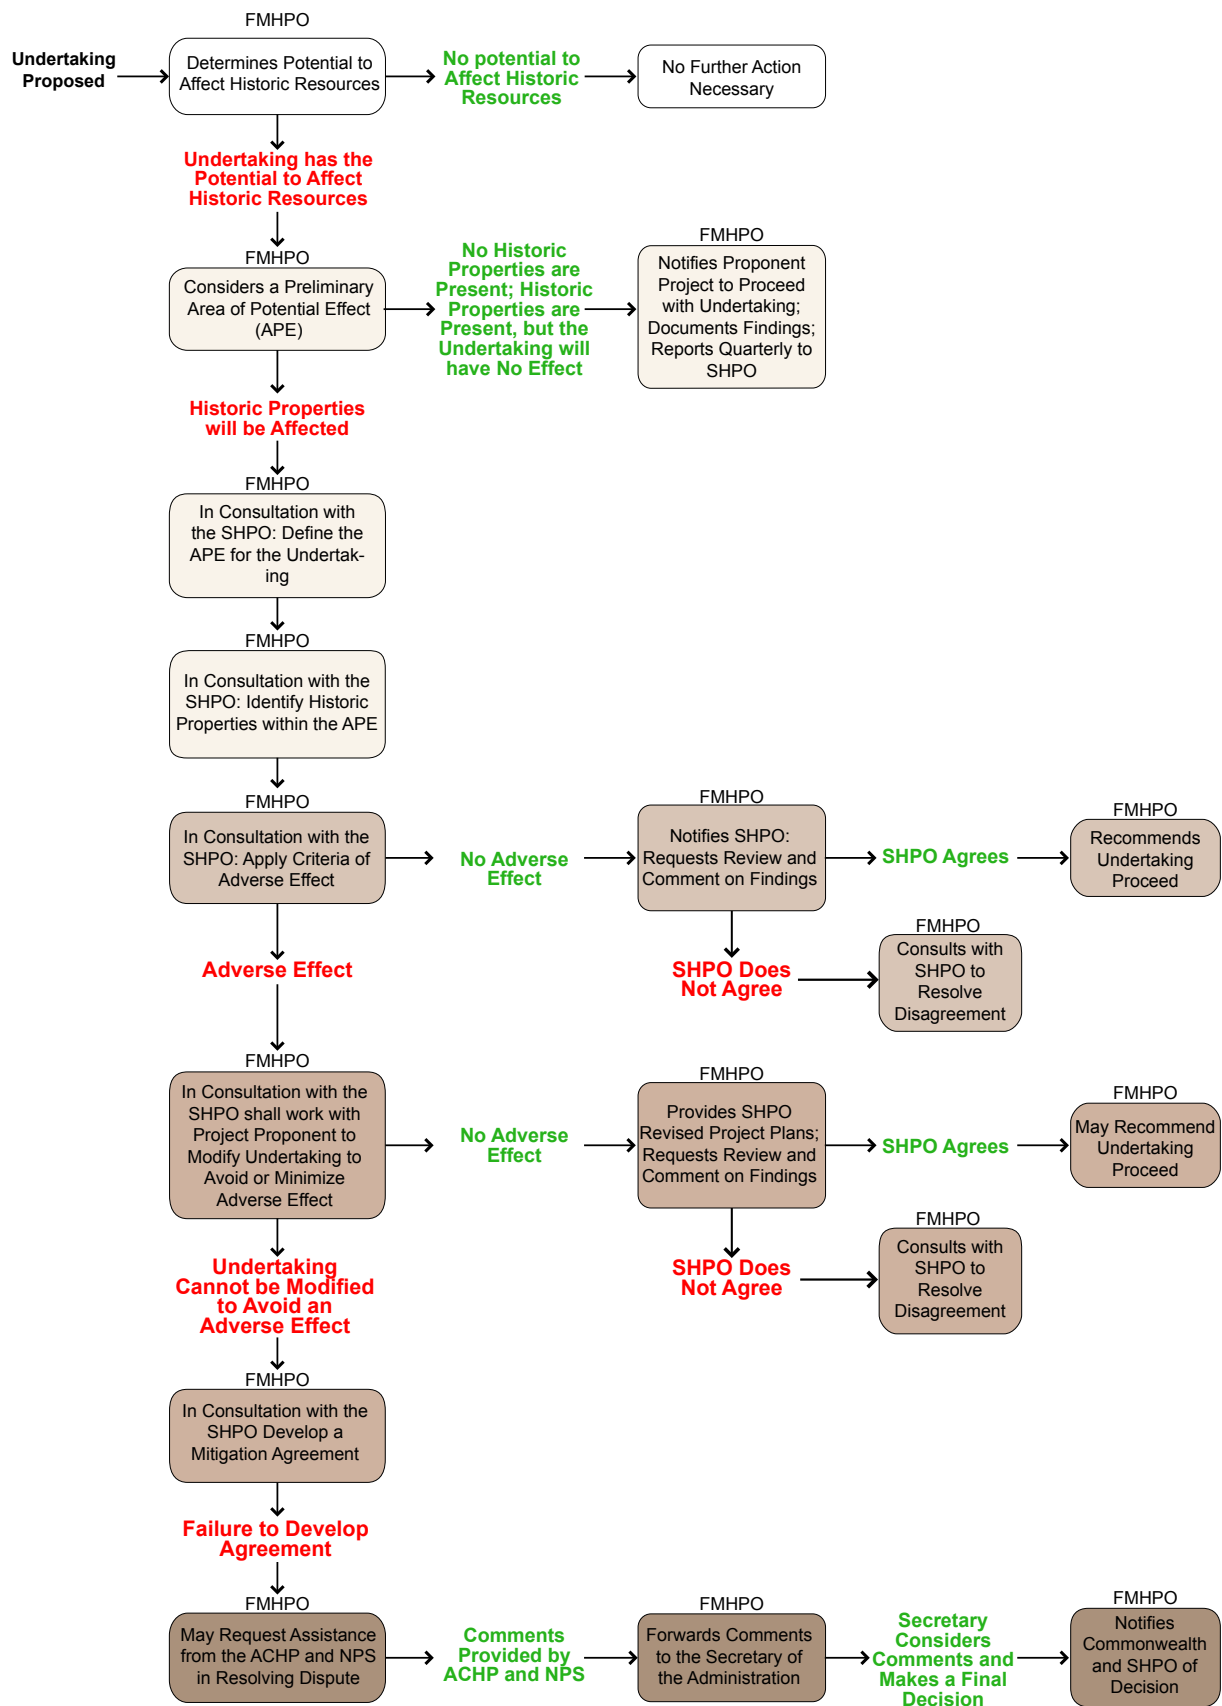 FMHPO
Undertaking
Proposed
Determines Potential to
Affect Historic Resources
No potential to
Affect Historic
Resources
No Further Action
Necessary
Undertaking has the
Potential to Affect
Historic Resources
FMHPO
Considers a Preliminary
Area of Potential Effect
(APE)
No Historic
Properties are
Present; Historic
Properties are
Present, but the
Undertaking will
have No Effect
FMHPO
Notifies Proponent
Project to Proceed
with Undertaking;
Documents Findings;
Reports Quarterly to
SHPO
Historic Properties
will be Affected
FMHPO
In Consultation with
the SHPO: Define the
APE for the Undertak-
ing
FMHPO
In Consultation with the
SHPO: Identify Historic
Properties within the APE
FMHPO
In Consultation with the
SHPO: Apply Criteria of
Adverse Effect
No Adverse
Effect
FMHPO
Notifies SHPO:
Requests Review and
Comment on Findings
SHPO Agrees
FMHPO
Recommends
Undertaking
Proceed
Adverse Effect
SHPO Does
Not Agree
FMHPO
Consults with
SHPO to
Resolve
Disagreement
FMHPO
In Consultation with the
SHPO shall work with
Project Proponent to
Modify Undertaking to
Avoid or Minimize
Adverse Effect
No Adverse
Effect
FMHPO
Provides SHPO
Revised Project Plans;
Requests Review and
Comment on Findings
SHPO Agrees
FMHPO
May Recommend
Undertaking
Proceed
SHPO Does
Not Agree
FMHPO
Consults with
SHPO to
Resolve
Disagreement
Undertaking
Cannot be Modified
to Avoid an
Adverse Effect
FMHPO
In Consultation with the
SHPO Develop a
Mitigation Agreement
Failure to Develop
Agreement
FMHPO
May Request Assistance
from the ACHP and NPS
in Resolving Dispute
Comments
Provided by
ACHP and NPS
FMHPO
Forwards Comments
to the Secretary of
the Administration
Secretary
Considers
Comments and
Makes a Final
Decision
FMHPO
Notifies
Commonwealth
and SHPO of
Decision